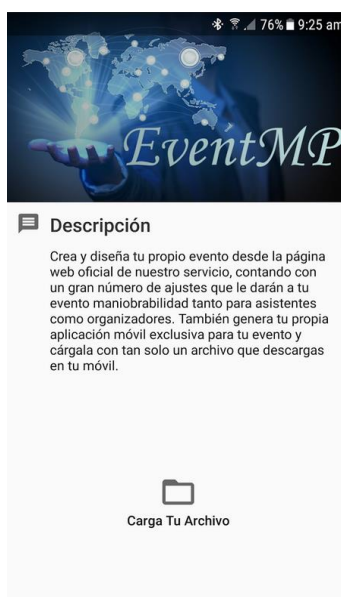 76% 9:25 am
EventMP
Descripción
Crea y diseña tu propio evento desde la página
web oficial de nuestro servicio, contando con
un gran número de ajustes que le darán a tu
evento maniobrabilidad tanto para asistentes
como organizadores. También genera tu propia
aplicación móvil exclusiva para tu evento y
cárgala con tan solo un archivo que descargas
en tu móvil.
Carga Tu Archivo